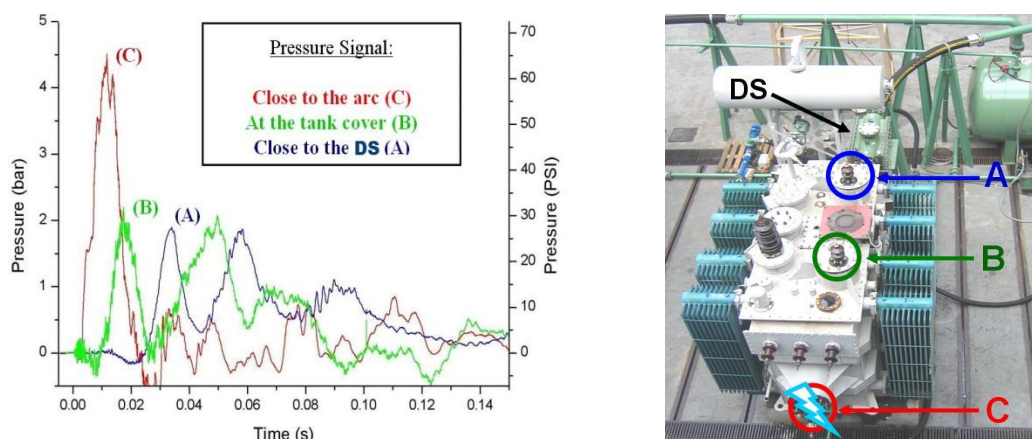 Pressure Signal:
Close to the arc (C)
At the tank cover (B)
Close to the DS (A)
(C)
(B)
(A)
Pressure (bar)
5
4
3
2
1
0
Pressure (PSI)
70
60
50
40
30
20
10
0
0.00 0.02 0.04 0.06 0.08 0.10 0.12 0.14
Time (s)
DS
A
B
C